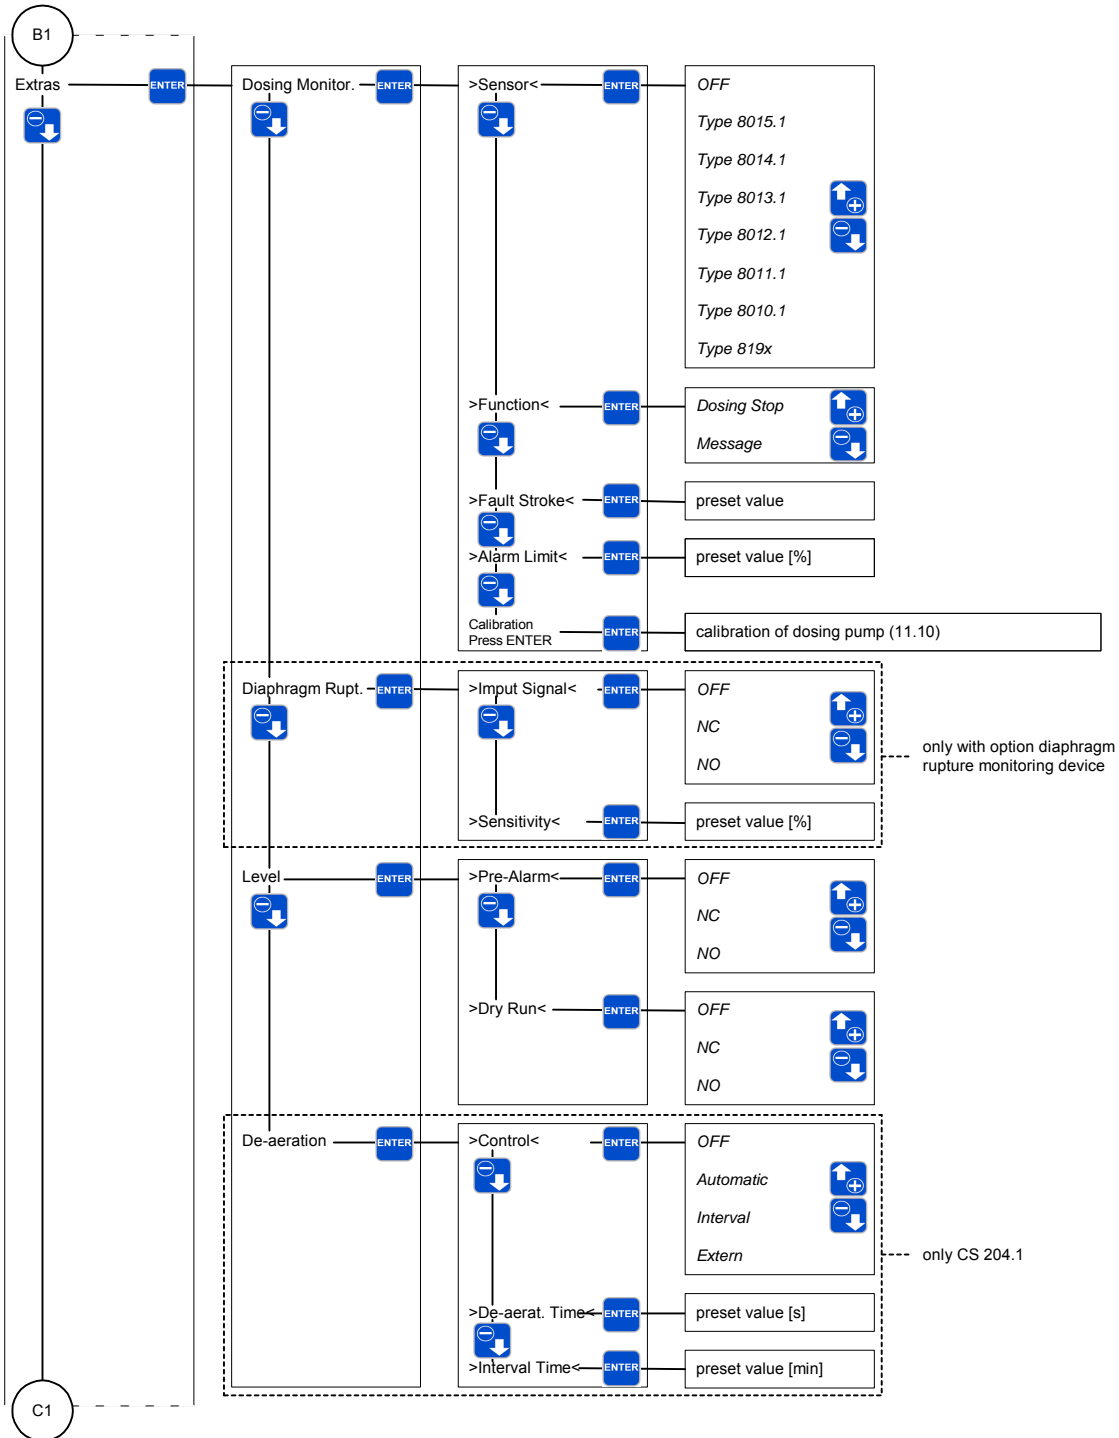 B1
Extras
ENTER
Dosing Monitor.
ENTER
>Sensor<
ENTER
OFF
Type 8015.1
Type 8014.1
Type 8013.1
Type 8012.1
Type 8011.1
Type 8010.1
Type 819x
>Function<
ENTER
Dosing Stop
Message
>Fault Stroke<
ENTER
preset value
>Alarm Limit<
ENTER
preset value [%]
Calibration
Press ENTER
ENTER
calibration of dosing pump (11.10)
Diaphragm Rupt.
ENTER
>Imput Signal<
ENTER
OFF
NC
NO
only with option diaphragm
rupture monitoring device
>Sensitivity<
ENTER
preset value [%]
Level
ENTER
>Pre-Alarm<
ENTER
OFF
NC
NO
>Dry Run<
ENTER
OFF
NC
NO
De-aeration
ENTER
>Control<
ENTER
OFF
Automatic
Interval
Extern
only CS 204.1
>De-aerat. Time<
ENTER
preset value [s]
>Interval Time<
ENTER
preset value [min]
C1